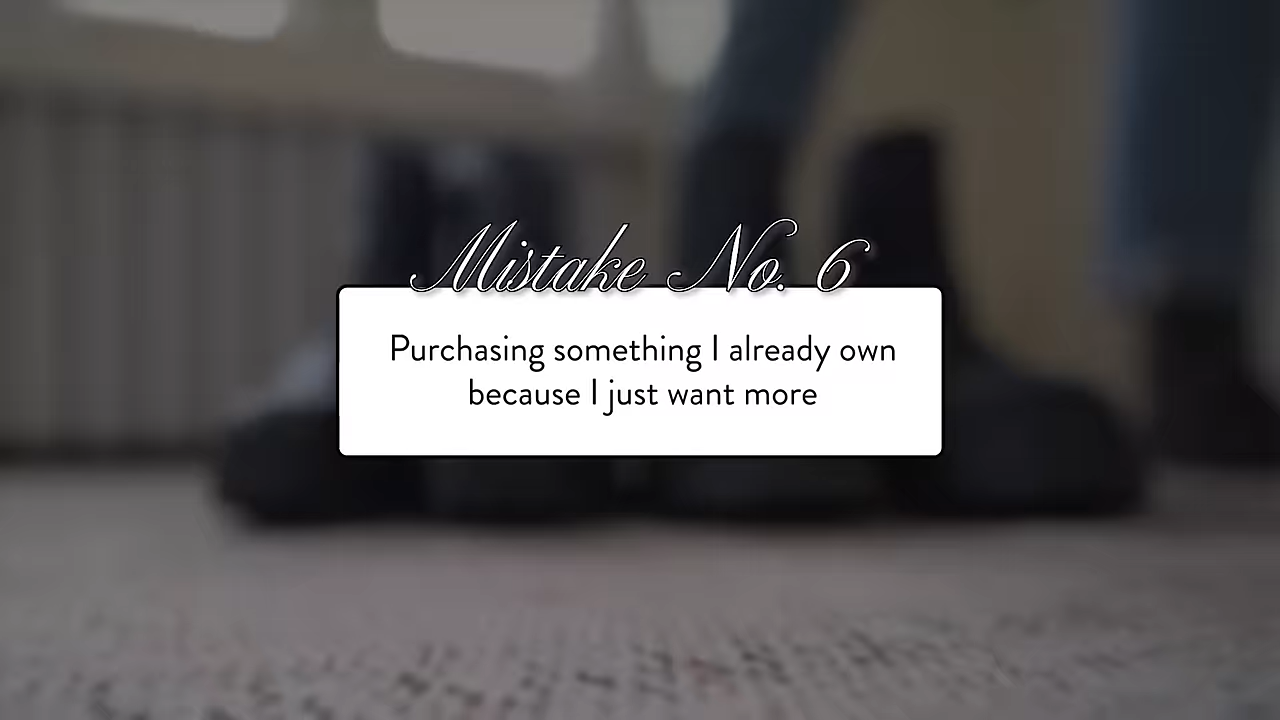 Mistake No. 6
Purchasing something I already own
because I just want more